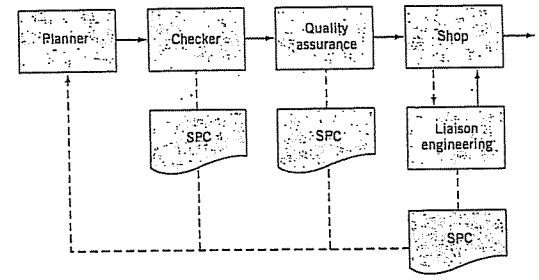 Planner
Checker
Quality
assurance
Shop
SPC
SPC
Liaison
engineering
SPC